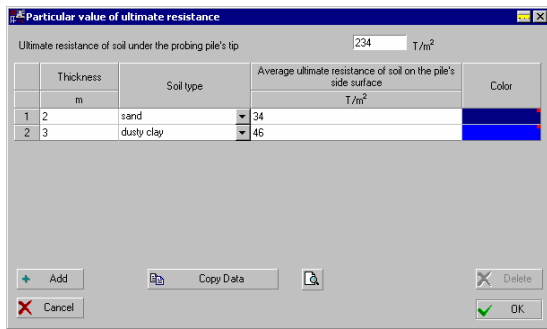 Particular value of ultimate resistance
Ultimate resistance of soil under the probing pile's tip 234 T/m²
Thickness Soil type Average ultimate resistance of soil on the pile's side surface Color
m T/m²
1 2 sand 34
2 3 dusty clay 46
Add Copy Data Delete
Cancel OK